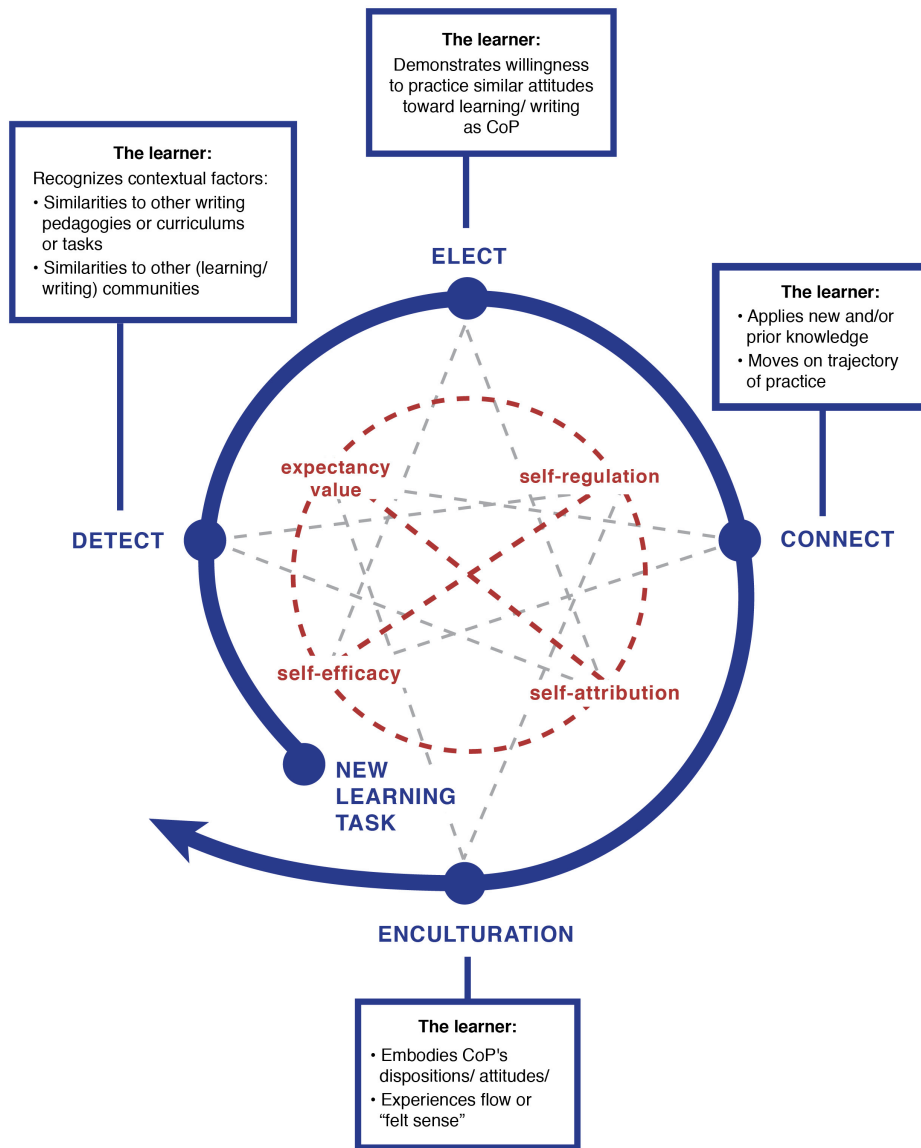 The learner:
Demonstrates willingness
to practice similar attitudes
toward learning/ writing
as CoP
The learner:
Recognizes contextual factors:
• Similarities to other writing
pedagogies or curriculums
or tasks
• Similarities to other (learning/
writing) communities
ELECT
The learner:
• Applies new and/or
prior knowledge
• Moves on trajectory
of practice
expectancy
value
self-regulation
DETECT
CONNECT
self-efficacy
self-attribution
NEW
LEARNING
TASK
ENCULTURATION
The learner:
• Embodies CoP's
dispositions/ attitudes/
• Experiences flow or
“felt sense”